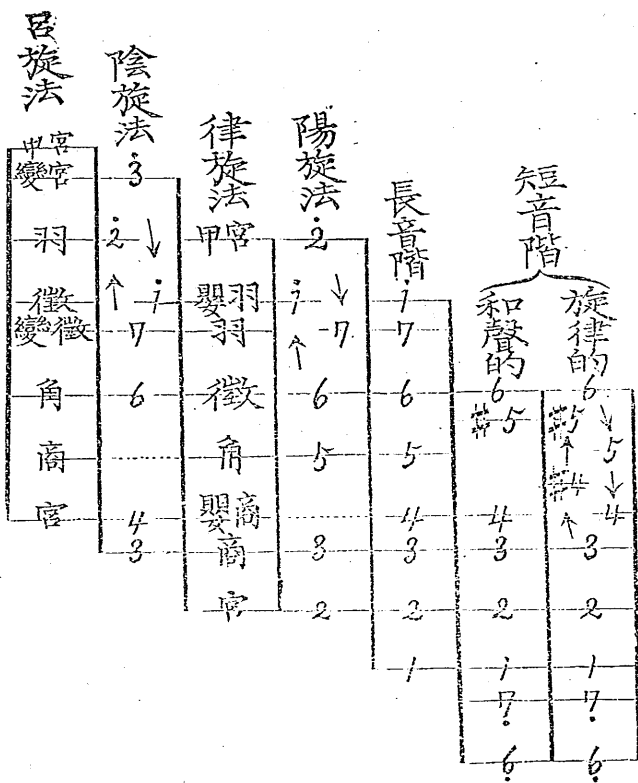 呂旋法
甲宮
變宮
羽
徵
變徵
角
商
宮
陰旋法
3̇
2̇ ↓
↑ 1̇
7
6
4
3
律旋法
甲宮
嬰羽
羽
徵
角
嬰商
商
宮
陽旋法
2̇
1̇ ↓
↑ 7
6
5
3
2
長音階
1̇
7
6
5
4
3
2
1
短音階
和聲的
6
#5
4
3
2
1
7̣
6̣
旋律的
6
#5 ↓
↑ 5
#4 ↓
↑ 4
3
2
1
7̣
6̣